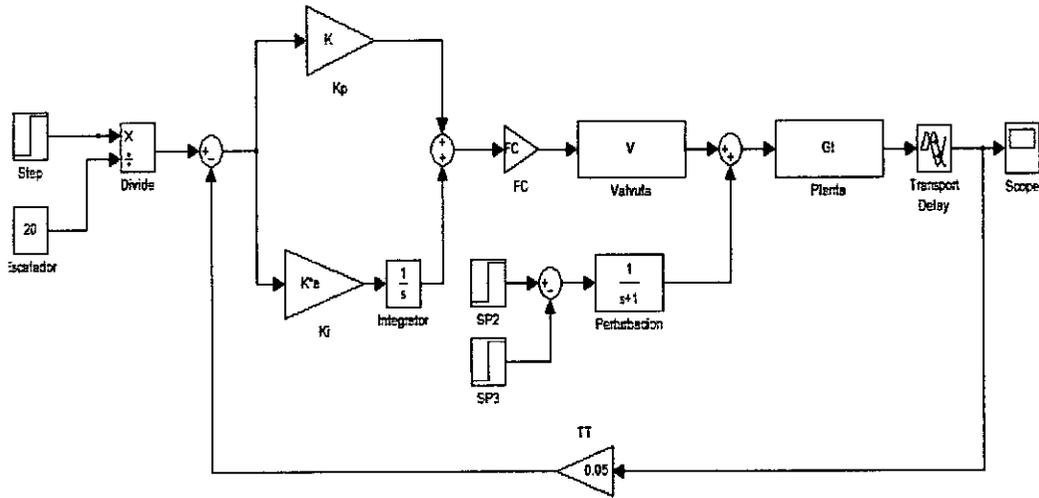 K
Kp
Step
X
÷
Divide
+
-
20
Escalador
K*a
Ki
1
s
Integrator
+
+
FC
FC
V
Valvula
+
+
Gt
Planta
Transport
Delay
Scope
SP2
SP3
+
-
1
s+1
Perturbacion
TT
0.05